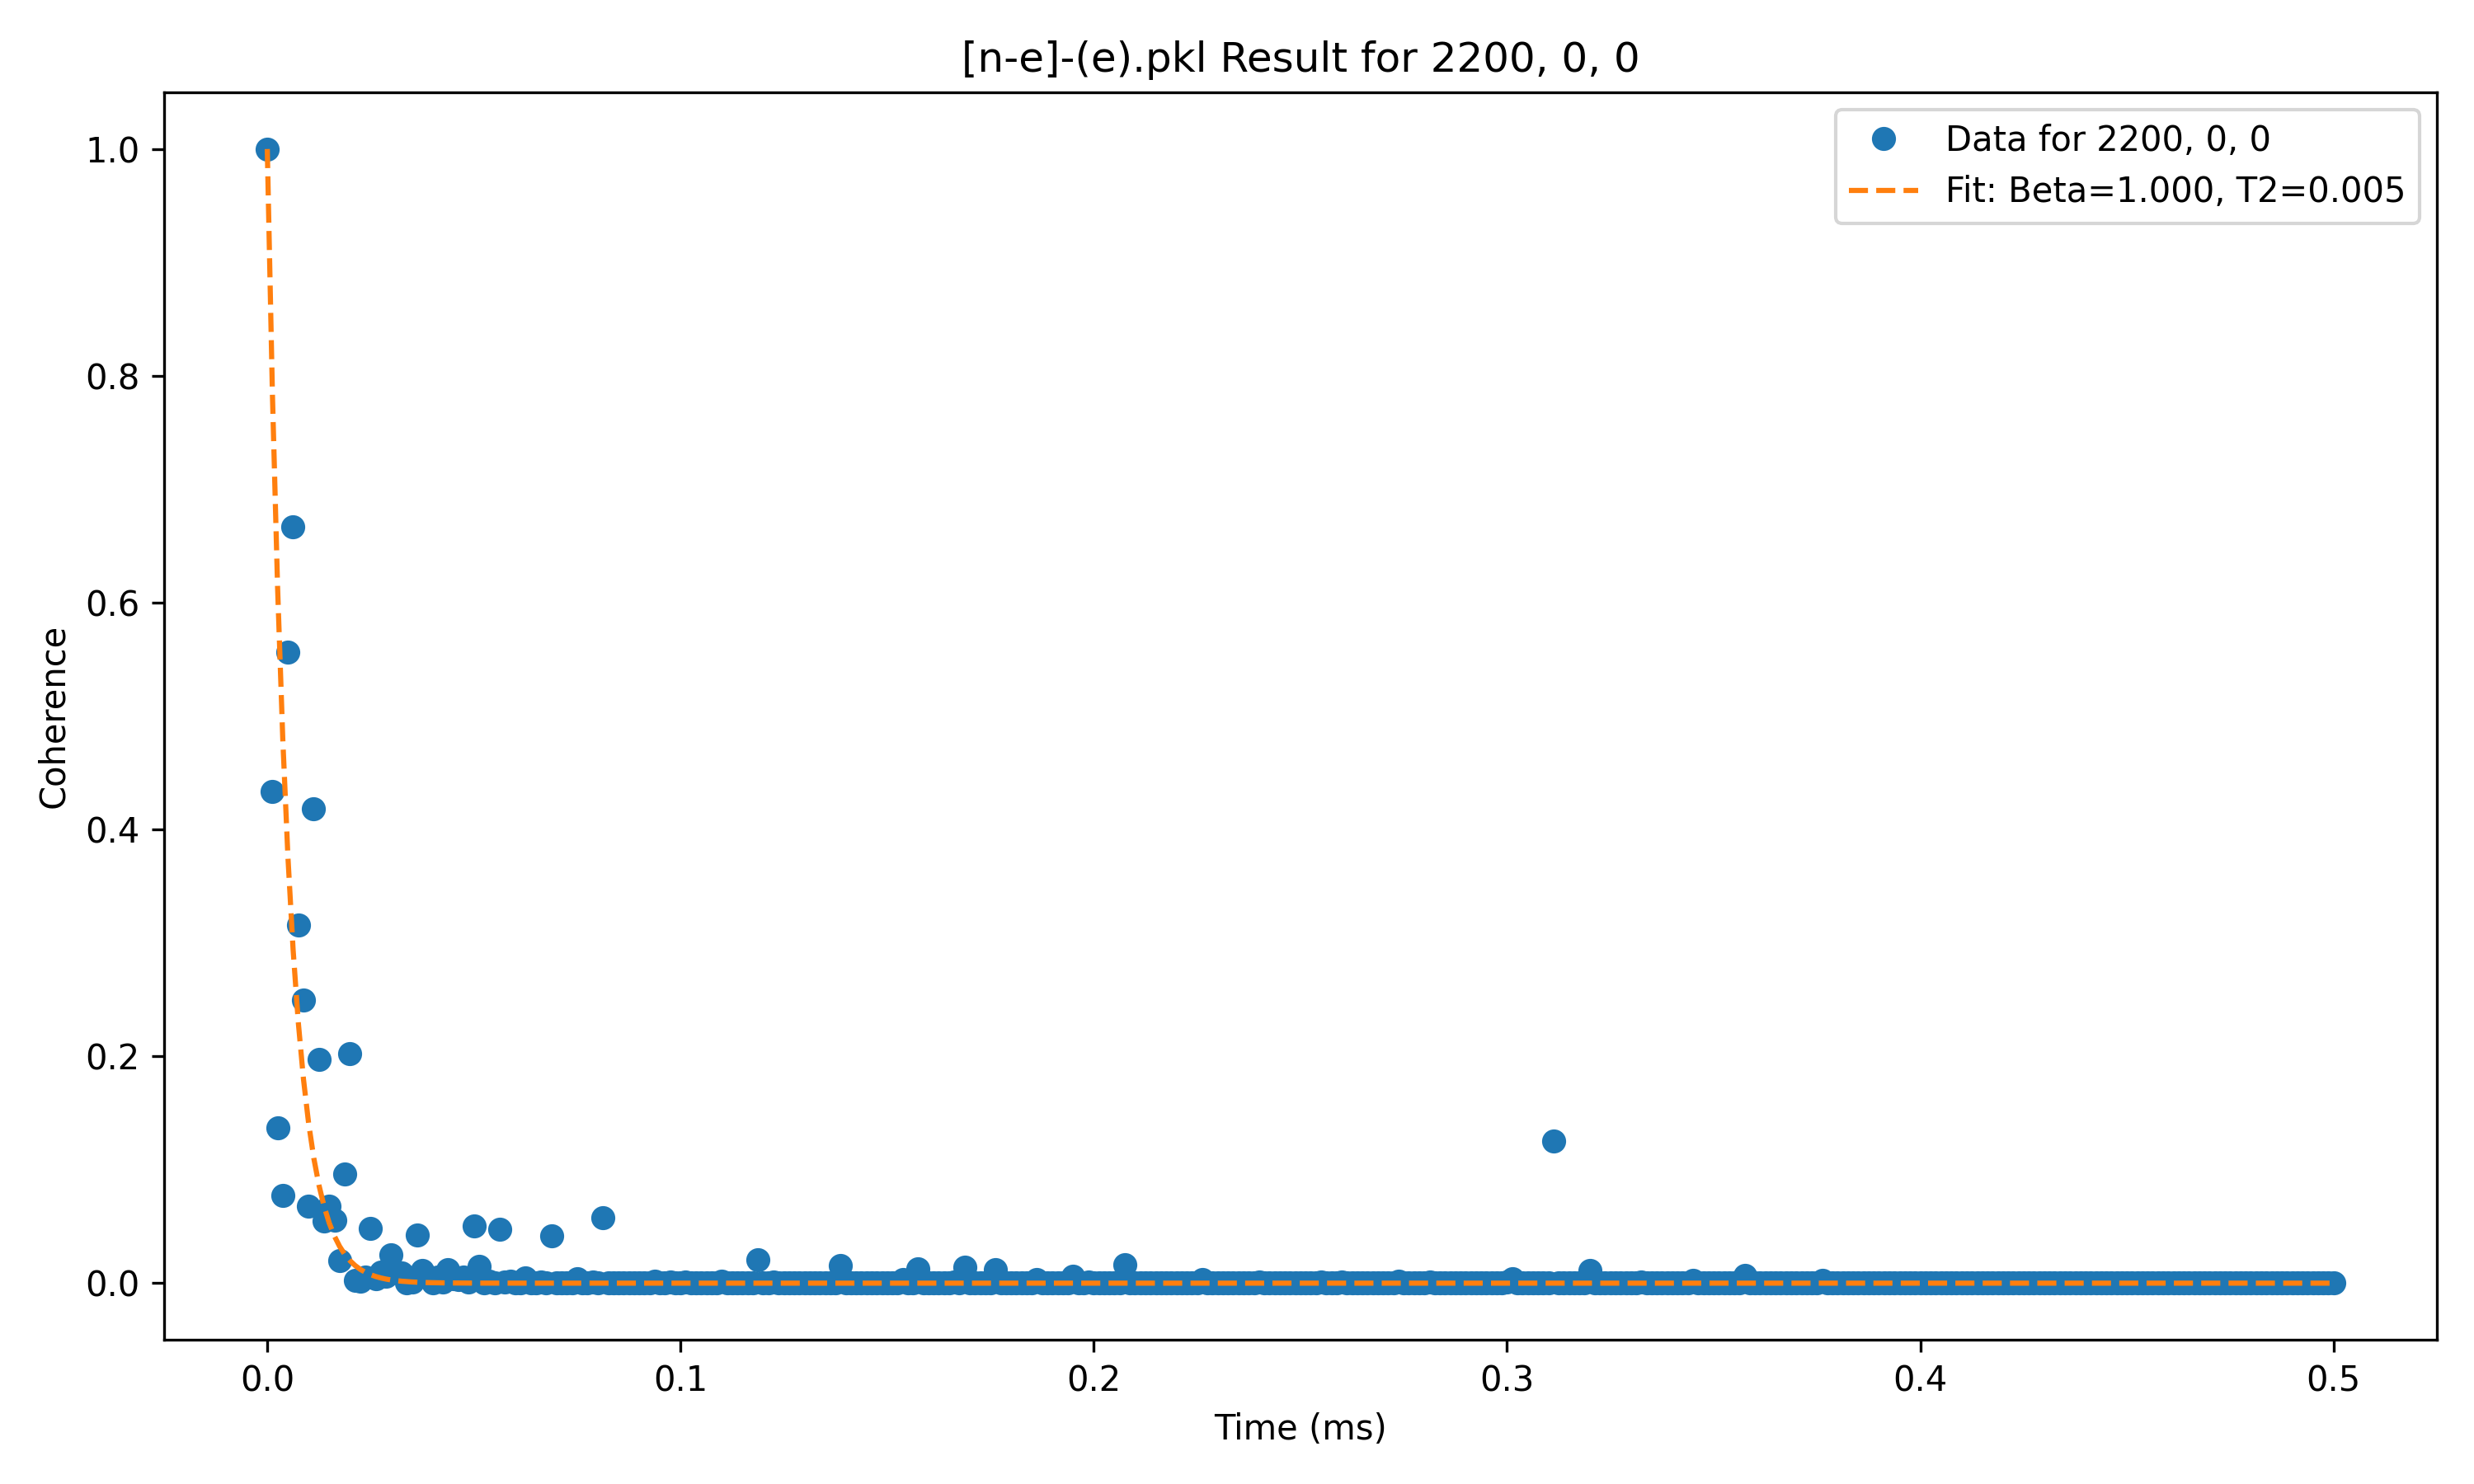 [n-e]-(e).pkl Result for 2200, 0, 0
Data for 2200, 0, 0
Fit: Beta=1.000, T2=0.005
Coherence
1.0
0.8
0.6
0.4
0.2
0.0
0.0 0.1 0.2 0.3 0.4 0.5
Time (ms)